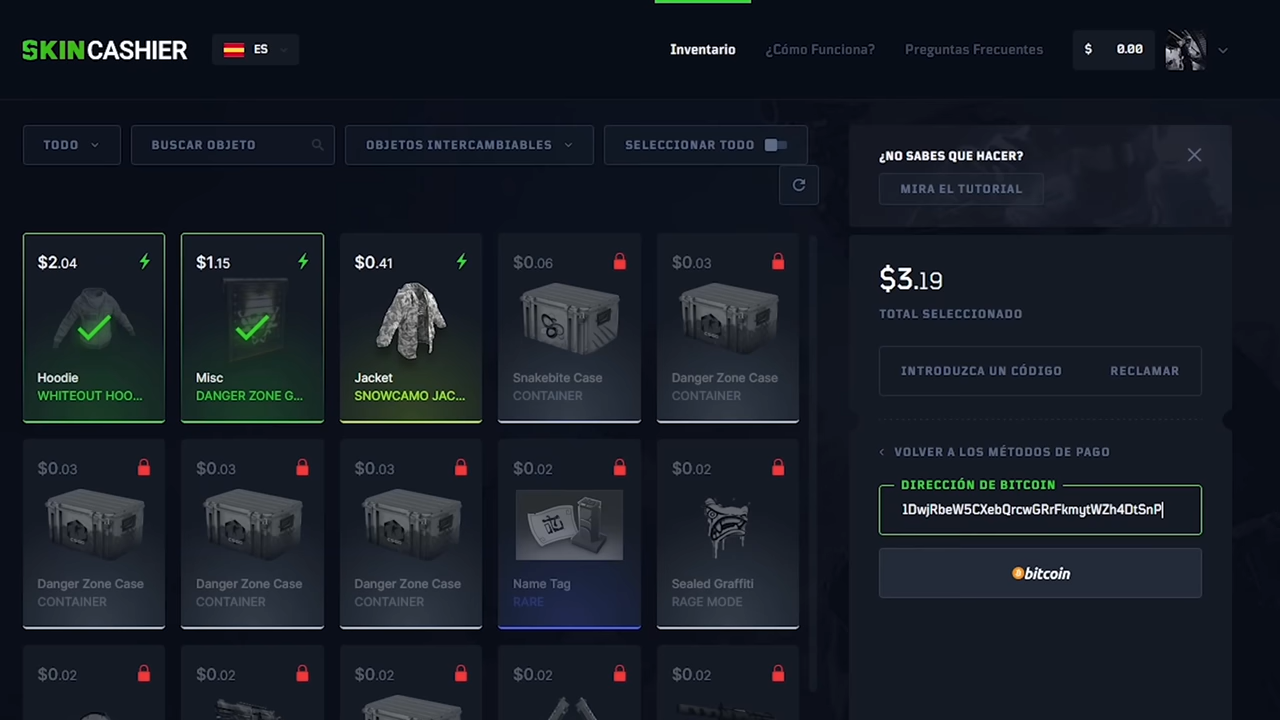 SKINCASHIER
ES
Inventario
¿Cómo Funciona?
Preguntas Frecuentes
$ 0.00
TODO
BUSCAR OBJETO
OBJETOS INTERCAMBIABLES
SELECCIONAR TODO
¿NO SABES QUE HACER?
MIRA EL TUTORIAL
$2.04
Hoodie
WHITEOUT HOO...
$1.15
Misc
DANGER ZONE G...
$0.41
Jacket
SNOWCAMO JAC...
$0.06
Snakebite Case
CONTAINER
$0.03
Danger Zone Case
CONTAINER
$0.03
Danger Zone Case
CONTAINER
$0.03
Danger Zone Case
CONTAINER
$0.03
Danger Zone Case
CONTAINER
$0.02
Name Tag
RARE
$0.02
Sealed Graffiti
RAGE MODE
$0.02
$0.02
$0.02
$0.02
$0.02
$3.19
TOTAL SELECCIONADO
INTRODUZCA UN CÓDIGO
RECLAMAR
VOLVER A LOS MÉTODOS DE PAGO
DIRECCIÓN DE BITCOIN
1DwjRbeW5CXebQrcwGRrFkmytWZh4DtSnP
bitcoin